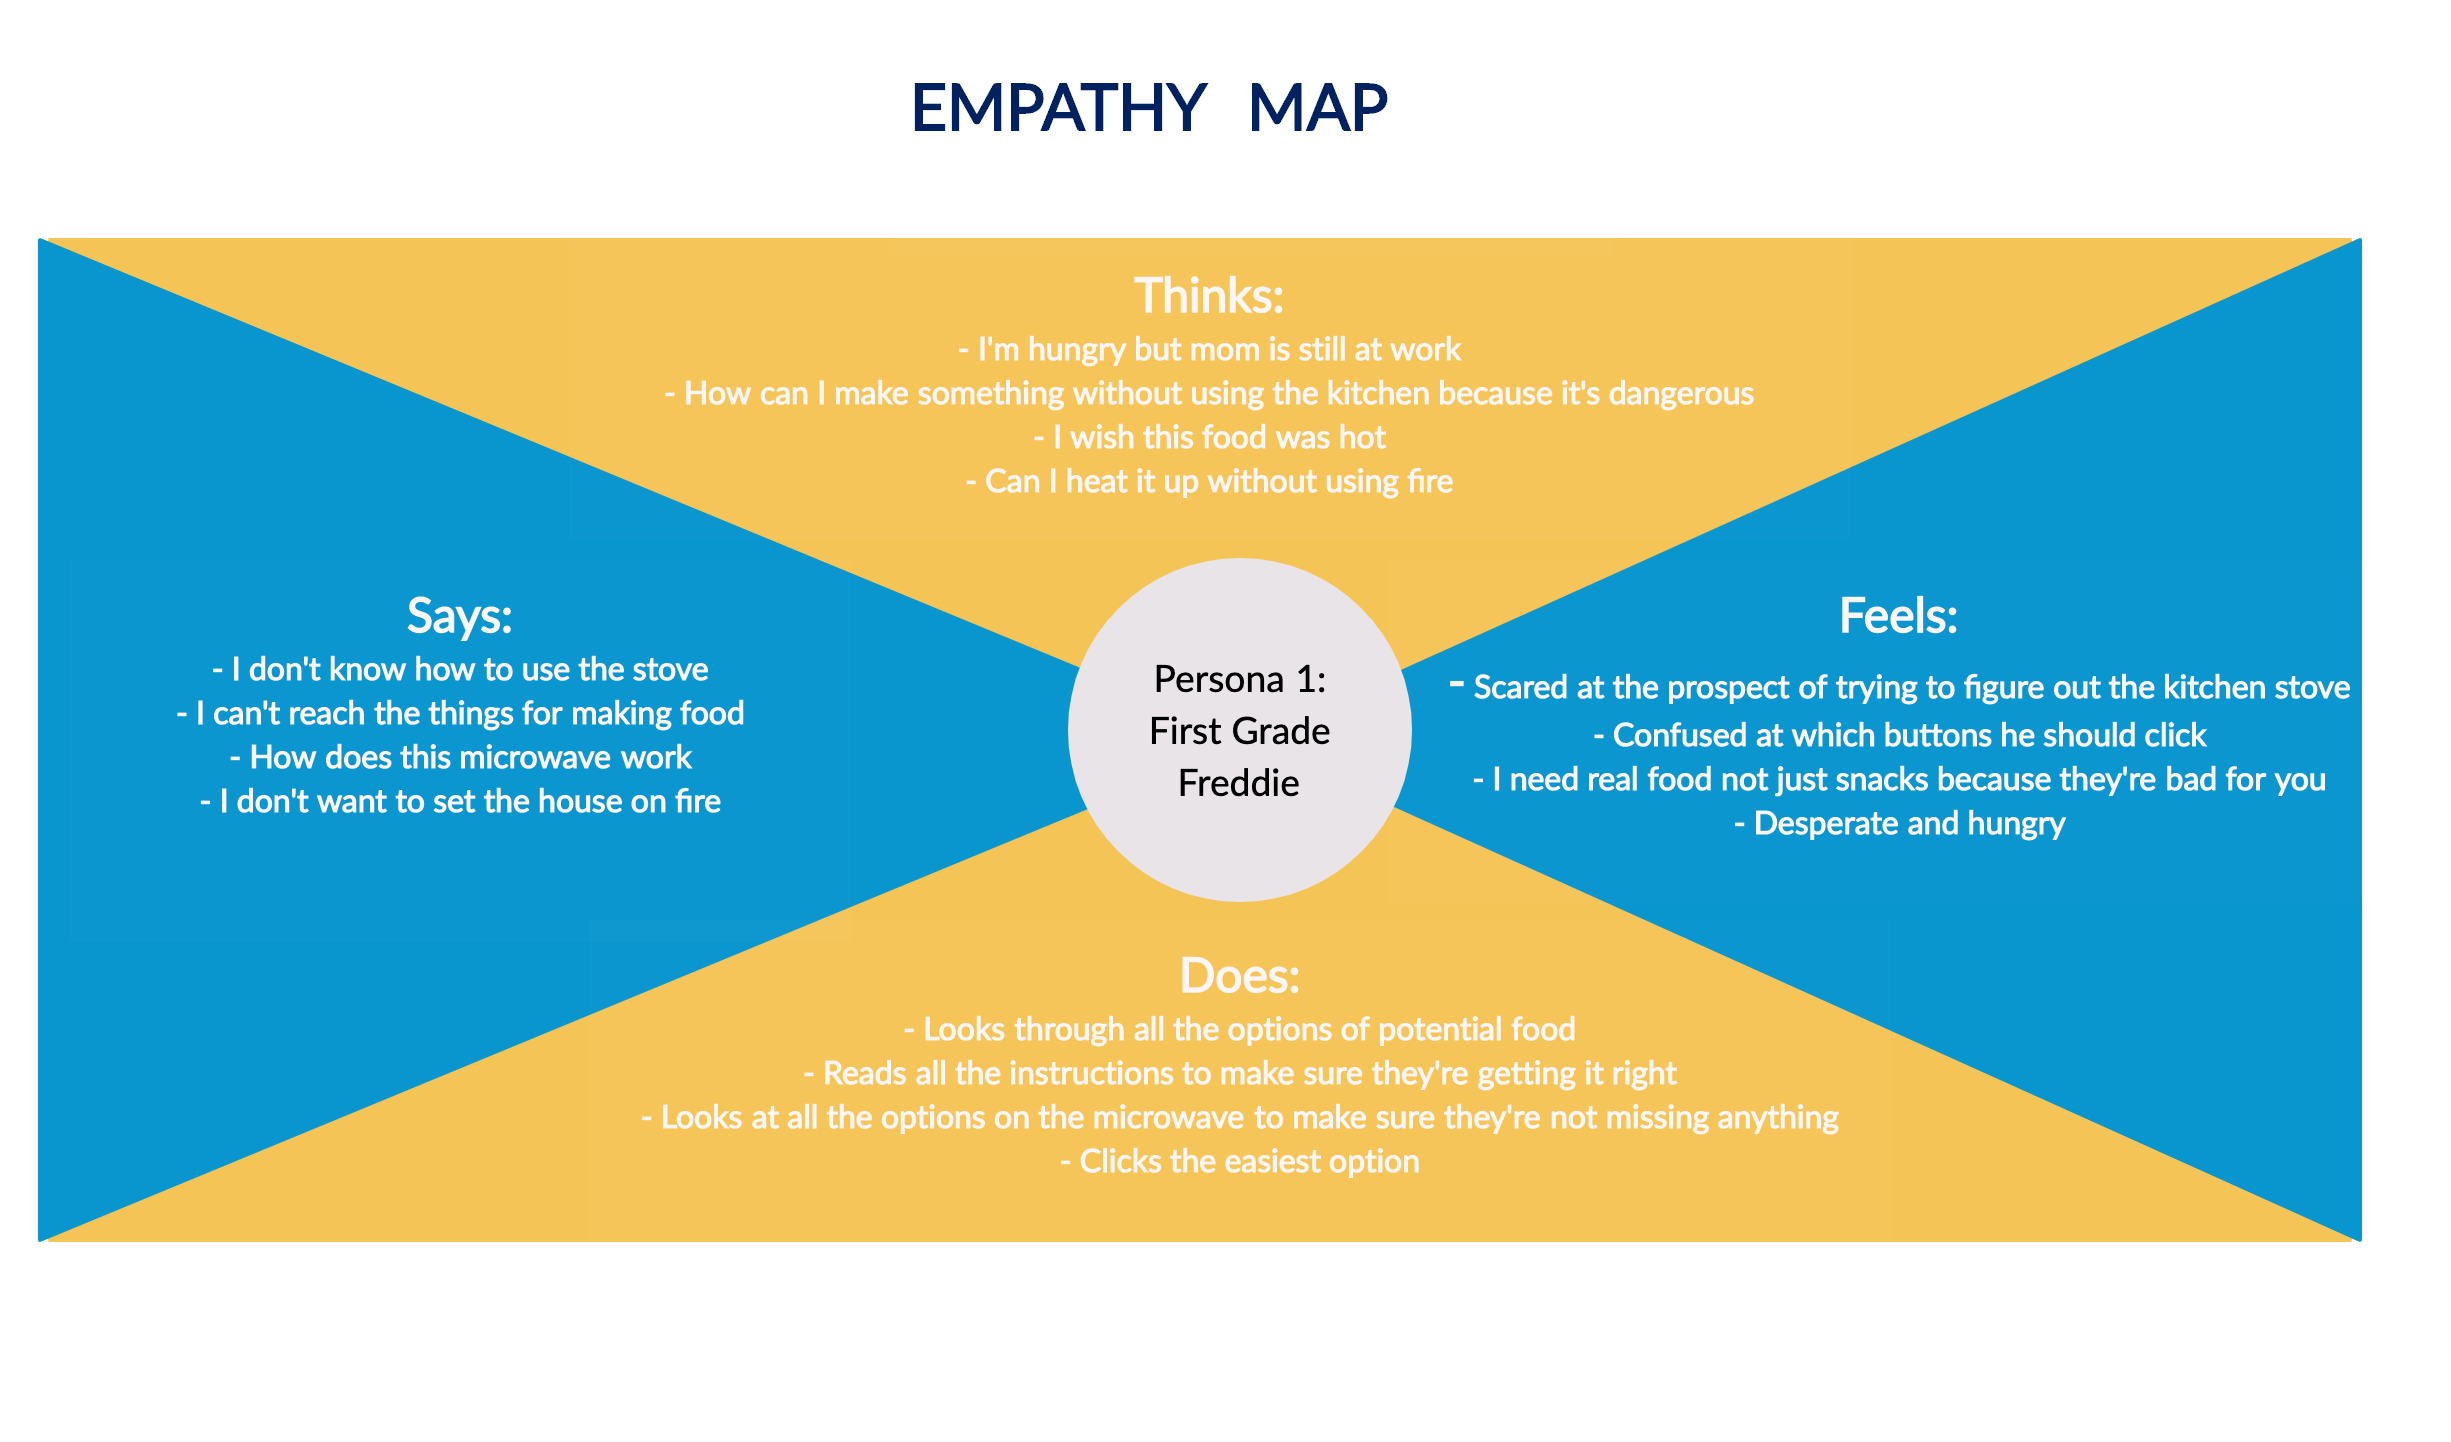 EMPATHY MAP
Thinks:
- I'm hungry but mom is still at work
- How can I make something without using the kitchen because it's dangerous
- I wish this food was hot
- Can I heat it up without using fire
Says:
- I don't know how to use the stove
- I can't reach the things for making food
- How does this microwave work
- I don't want to set the house on fire
Persona 1:
First Grade
Freddie
Feels:
- Scared at the prospect of trying to figure out the kitchen stove
- Confused at which buttons he should click
- I need real food not just snacks because they're bad for you
- Desperate and hungry
Does:
- Looks through all the options of potential food
- Reads all the instructions to make sure they're getting it right
- Looks at all the options on the microwave to make sure they're not missing anything
- Clicks the easiest option